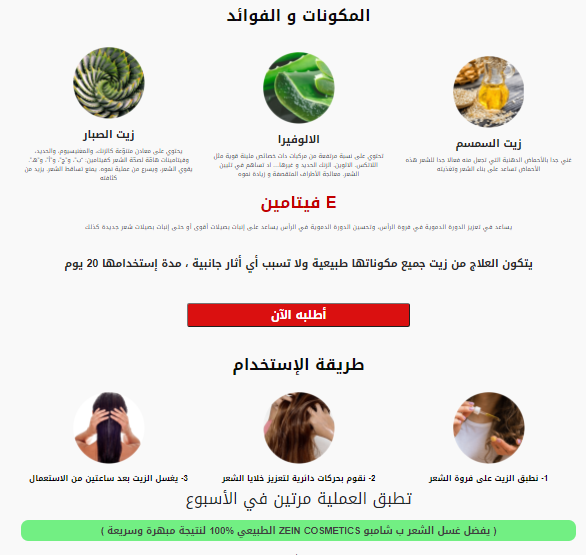 المكونات و الفوائد
زيت السمسم
غني جدا بالأحماض الدهنية التي تجعل منه فعالا جدا للشعر هذه
الأحماض تساعد على بناء الشعر وتغذيته
الالوفيرا
تحتوي على نسبة مرتفعة من مركبات ذات خصائص ملينة قوية مثل
اللاتكس، الالوين، الزنك الحديد و غيرها... اذ تساهم في تليين
الشعر، معالجة الأطراف المتقصفة و زيادة نموه
زيت الصبار
يحتوي على معادن متنوّعة كالزنك، والمغنيسيوم، والحديد،
وفيتامينات هامّة لصحّة الشعر كفيتامين: "ب"، و"ج"، و"أ"، و"هـ".
يقوي الشعر، ويسرع من عملية نموه، يمنع تساقط الشعر، يزيد من
كثافته
فيتامين E
يساعد في تعزيز الدورة الدموية في فروة الرأس، وتحسين الدورة الدموية في الرأس يساعد على إنبات بصيلات أقوى أو حتى إنبات بصيلات شعر جديدة كذلك
يتكون العلاج من زيت جميع مكوناتها طبيعية ولا تسبب أي أثار جانبية ، مدة إستخدامها 20 يوم
أطلبه الآن
طريقة الإستخدام
1- نطبق الزيت على فروة الشعر
2- نقوم بحركات دائرية لتعزيز خلايا الشعر
3- يغسل الزيت بعد ساعتين من الاستعمال
تطبق العملية مرتين في الأسبوع
( يفضل غسل الشعر ب شامبو ZEIN COSMETICS الطبيعي 100% لنتيجة مبهرة وسريعة )